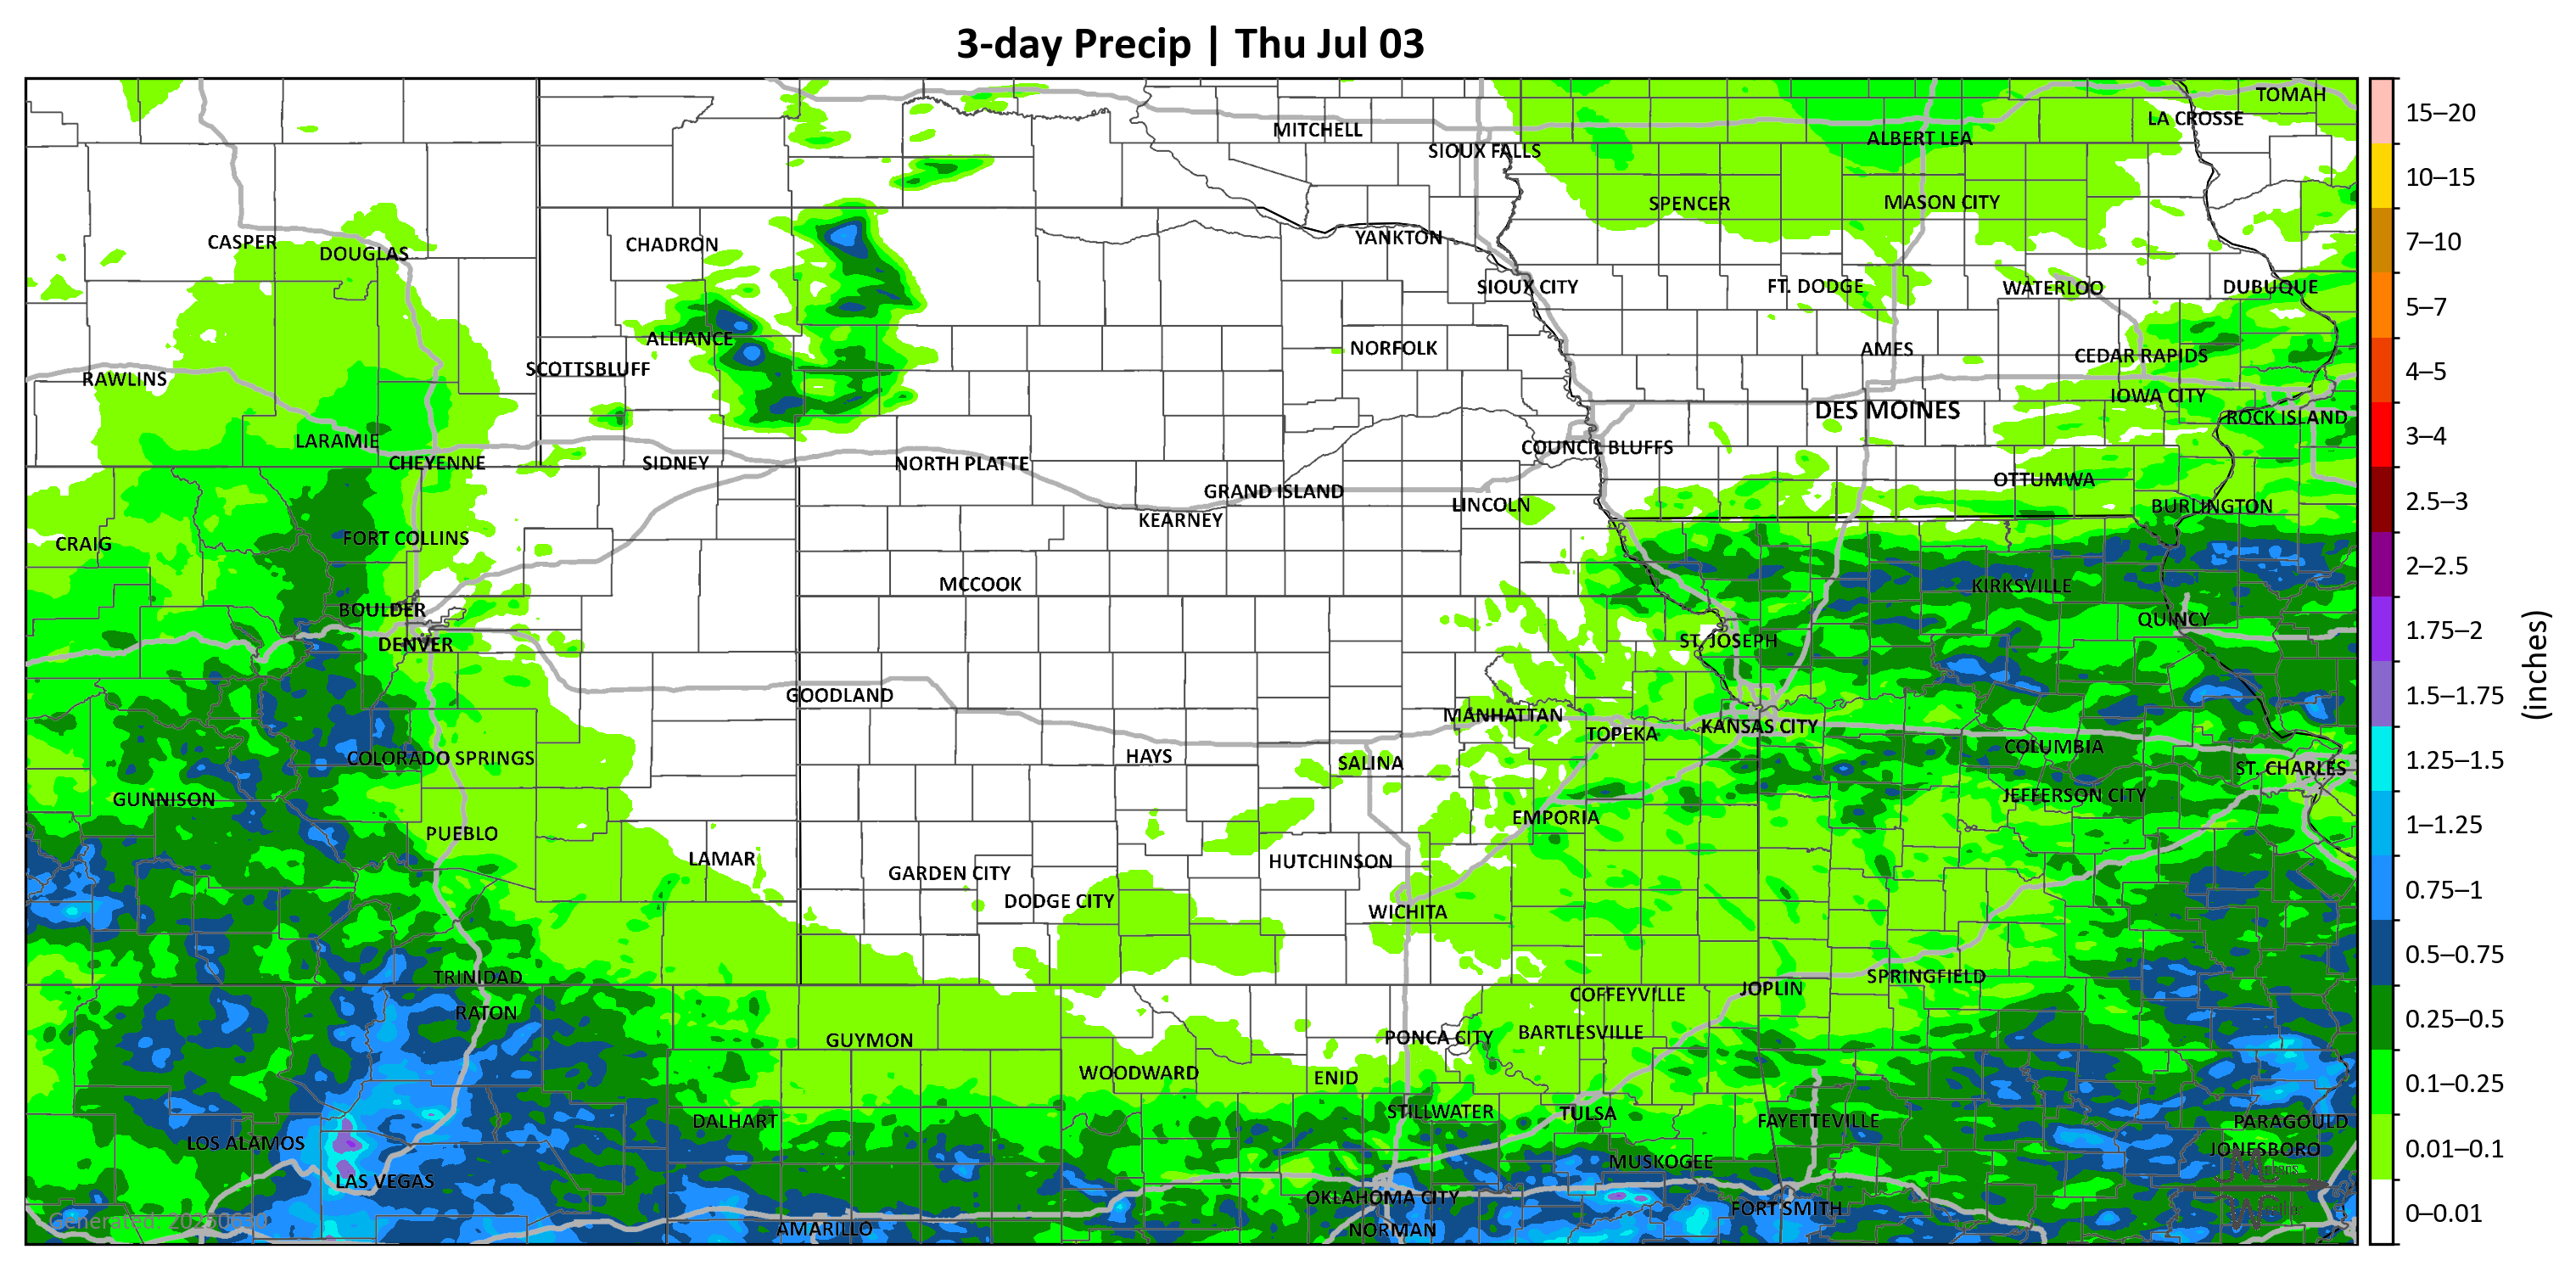 3-day Precip | Thu Jul 03
TOMAH
LA CROSSE
MITCHELL
ALBERT LEA
SIOUX FALLS
SPENCER
MASON CITY
CASPER
DOUGLAS
CHADRON
YANKTON
SIOUX CITY
FT. DODGE
WATERLOO
DUBUQUE
ALLIANCE
NORFOLK
AMES
CEDAR RAPIDS
SCOTTSBLUFF
RAWLINS
IOWA CITY
DES MOINES
ROCK ISLAND
LARAMIE
COUNCIL BLUFFS
CHEYENNE
SIDNEY
NORTH PLATTE
OTTUMWA
GRAND ISLAND
LINCOLN
BURLINGTON
KEARNEY
CRAIG
FORT COLLINS
MCCOOK
KIRKSVILLE
BOULDER
QUINCY
DENVER
ST. JOSEPH
GOODLAND
MANHATTAN
TOPEKA
KANSAS CITY
COLUMBIA
COLORADO SPRINGS
HAYS
SALINA
ST. CHARLES
GUNNISON
JEFFERSON CITY
PUEBLO
EMPORIA
LAMAR
GARDEN CITY
HUTCHINSON
DODGE CITY
WICHITA
TRINIDAD
SPRINGFIELD
JOPLIN
COFFEYVILLE
RATON
GUYMON
PONCA CITY
BARTLESVILLE
WOODWARD
ENID
DALHART
STILLWATER
TULSA
FAYETTEVILLE
PARAGOULD
LOS ALAMOS
JONESBORO
MUSKOGEE
LAS VEGAS
OKLAHOMA CITY
FORT SMITH
AMARILLO
NORMAN
Generated: 20250630
15–20
10–15
7–10
5–7
4–5
3–4
2.5–3
2–2.5
1.75–2
1.5–1.75
1.25–1.5
1–1.25
0.75–1
0.5–0.75
0.25–0.5
0.1–0.25
0.01–0.1
0–0.01
(inches)